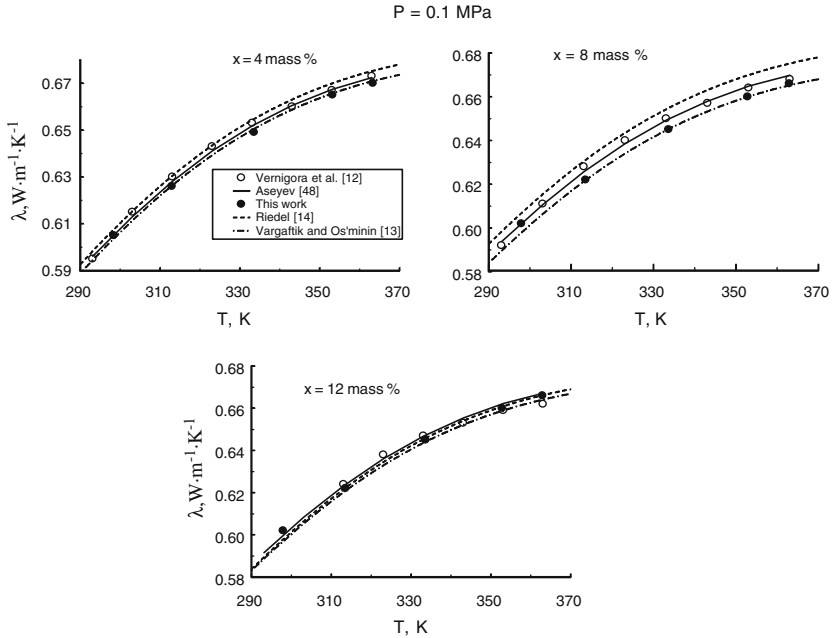 P = 0.1 MPa
x = 4 mass %
0.67
0.65
0.63
0.61
0.59
λ,W·m-1·K-1
Vernigora et al. [12]
Aseyev [48]
This work
Riedel [14]
Vargaftik and Os'minin [13]
290 310 330 350 370
T, K
x = 8 mass %
0.68
0.66
0.64
0.62
0.60
0.58
290 310 330 350 370
T, K
x = 12 mass %
0.68
0.66
0.64
0.62
0.60
0.58
λ,W·m-1·K-1
290 310 330 350 370
T, K